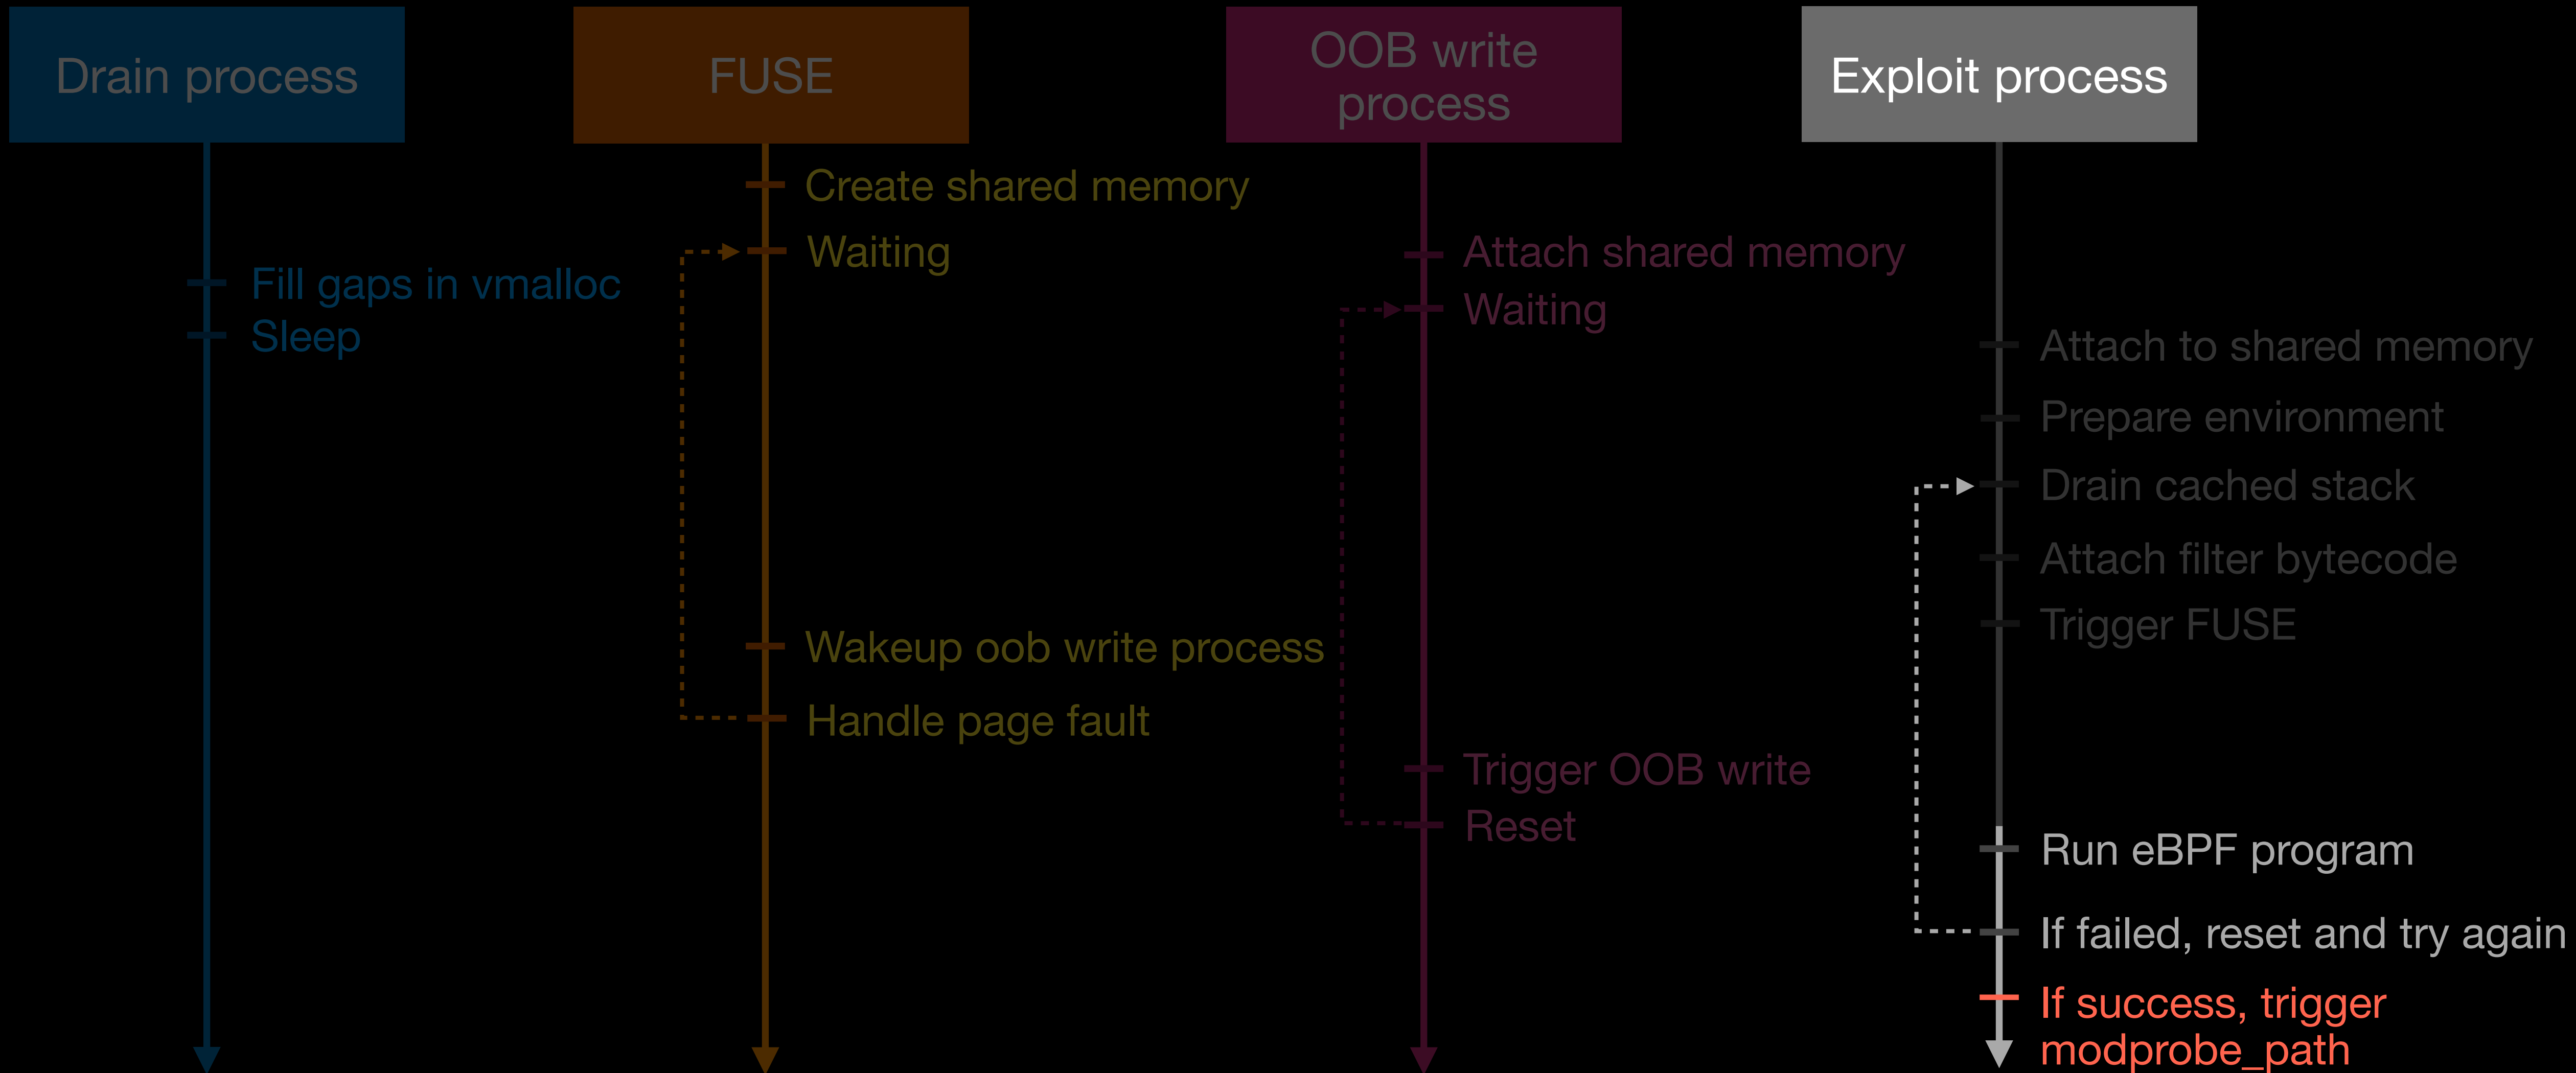 Drain process
FUSE
OOB write
process
Exploit process
Create shared memory
Waiting
Attach shared memory
Fill gaps in vmalloc
Waiting
Sleep
Attach to shared memory
Prepare environment
Drain cached stack
Attach filter bytecode
Trigger FUSE
Wakeup oob write process
Handle page fault
Trigger OOB write
Reset
Run eBPF program
If failed, reset and try again
If success, trigger
modprobe_path